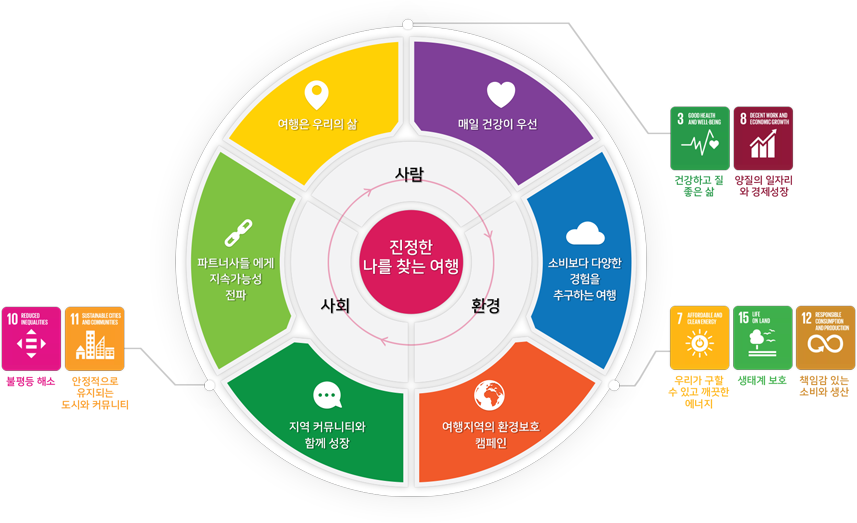 여행은 우리의 삶
매일 건강이 우선
파트너사들 에게
지속가능성
전파
소비보다 다양한
경험을
추구하는 여행
지역 커뮤니티와
함께 성장
여행지역의 환경보호
캠페인
사람
사회
환경
진정한
나를 찾는 여행
3 GOOD HEALTH
AND WELL-BEING
건강하고 질
좋은 삶
8 DECENT WORK AND
ECONOMIC GROWTH
양질의 일자리
와 경제성장
10 REDUCED
INEQUALITIES
불평등 해소
11 SUSTAINABLE CITIES
AND COMMUNITIES
안정적으로
유지되는
도시와 커뮤니티
7 AFFORDABLE AND
CLEAN ENERGY
우리가 구할
수 있고 깨끗한
에너지
15 LIFE
ON LAND
생태계 보호
12 RESPONSIBLE
CONSUMPTION
AND PRODUCTION
책임감 있는
소비와 생산